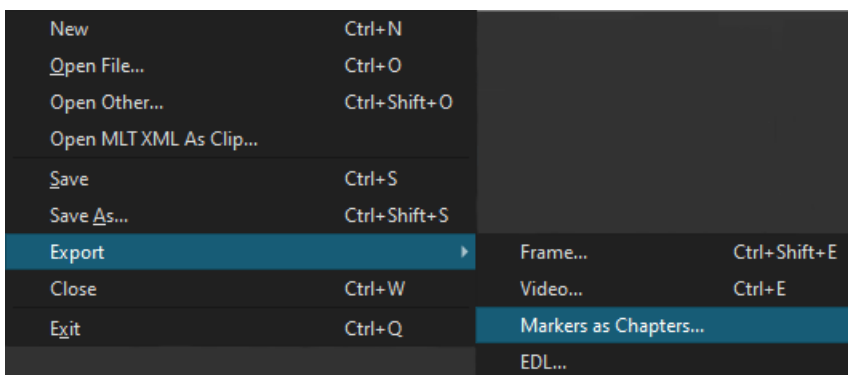 New Ctrl+N
Open File... Ctrl+O
Open Other... Ctrl+Shift+O
Open MLT XML As Clip...
Save Ctrl+S
Save As... Ctrl+Shift+S
Export Frame... Ctrl+Shift+E
Close Ctrl+W Video... Ctrl+E
Exit Ctrl+Q Markers as Chapters...
EDL...